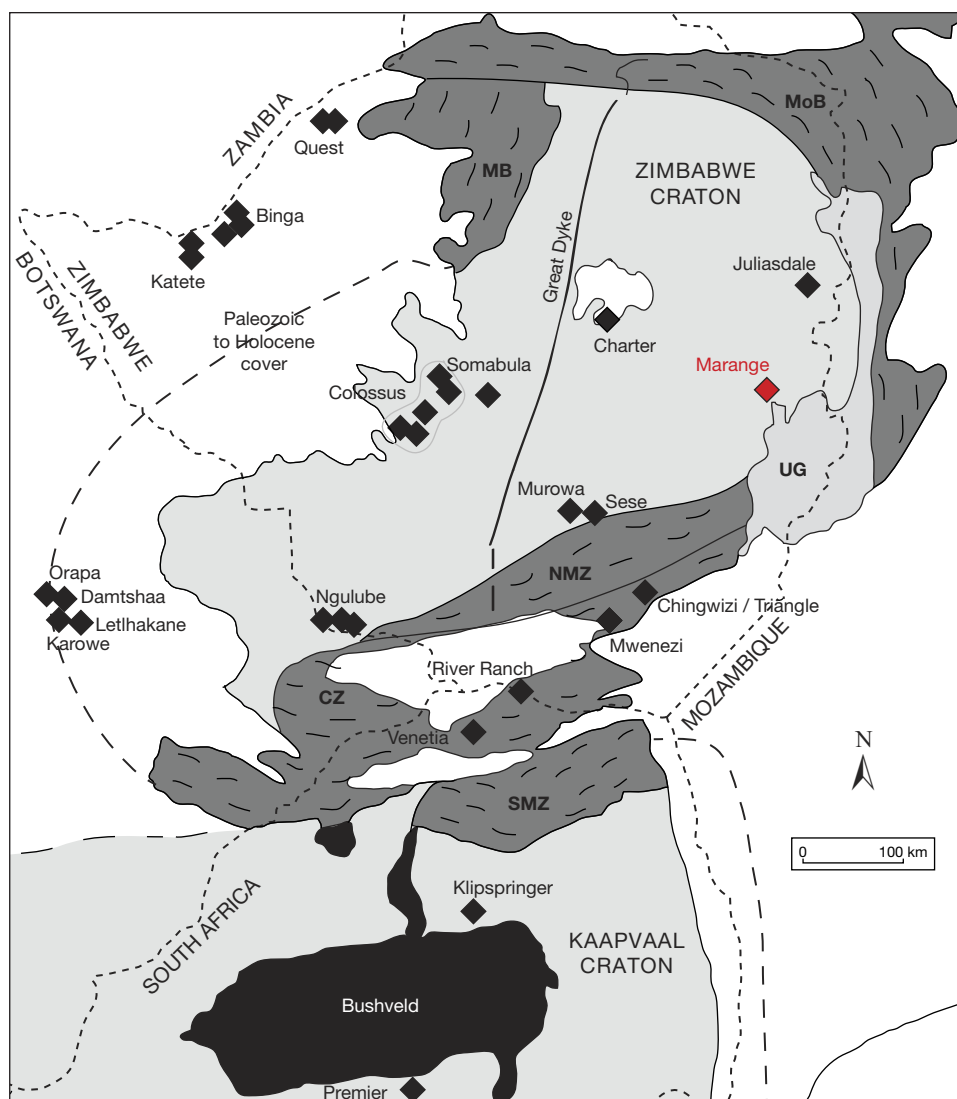 MoB
ZAMBIA
Quest
ZIMBABWE
CRATON
MB
Binga
Great Dyke
Juliasdale
Katete
ZIMBABWE
BOTSWANA
Paleozoic
to Holocene
cover
Charter
Somabula
Marange
Colossus
UG
Murowa
Sese
NMZ
Orapa
Damtshaa
Ngulube
Chingwizi / Triangle
Letlhakane
Karowe
Mwenezi
River Ranch
MOZAMBIQUE
CZ
Venetia
N
SMZ
0 100 km
Klipspringer
SOUTH AFRICA
KAAPVAAL
CRATON
Bushveld
Premier